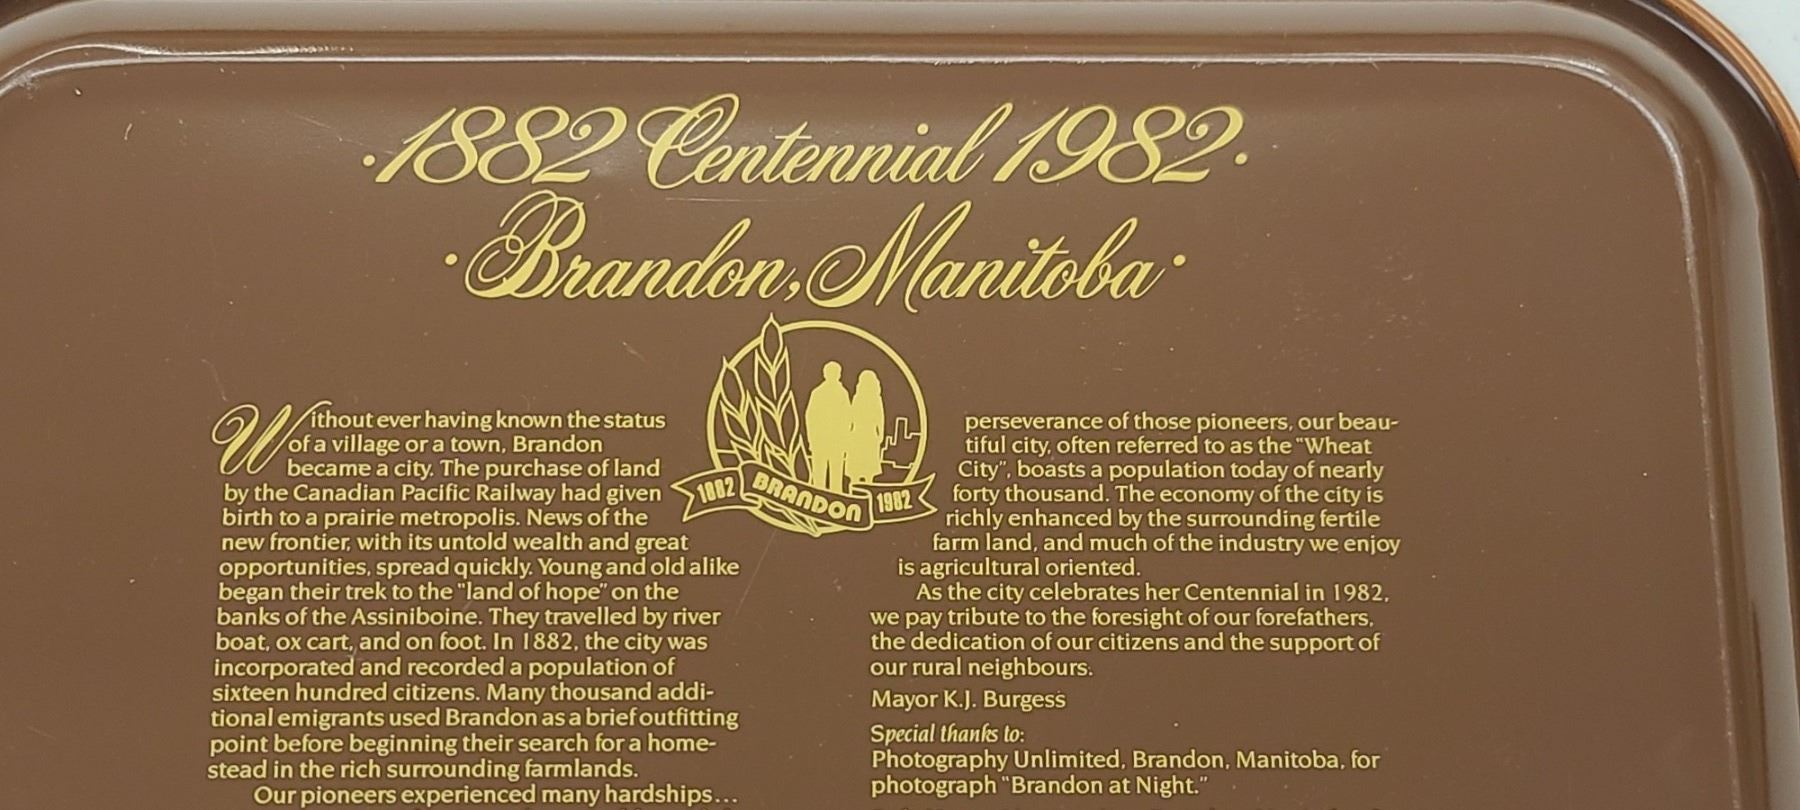 ·1882 Centennial 1982·
·Brandon, Manitoba·
1882 BRANDON 1982
Without ever having known the status
of a village or a town, Brandon
became a city. The purchase of land
by the Canadian Pacific Railway had given
birth to a prairie metropolis. News of the
new frontier, with its untold wealth and great
opportunities, spread quickly. Young and old alike
began their trek to the "land of hope" on the
banks of the Assiniboine. They travelled by river
boat, ox cart, and on foot. In 1882, the city was
incorporated and recorded a population of
sixteen hundred citizens. Many thousand addi-
tional emigrants used Brandon as a brief outfitting
point before beginning their search for a home-
stead in the rich surrounding farmlands.
Our pioneers experienced many hardships...
perseverance of those pioneers, our beau-
tiful city, often referred to as the "Wheat
City", boasts a population today of nearly
forty thousand. The economy of the city is
richly enhanced by the surrounding fertile
farm land, and much of the industry we enjoy
is agricultural oriented.
As the city celebrates her Centennial in 1982,
we pay tribute to the foresight of our forefathers,
the dedication of our citizens and the support of
our rural neighbours.
Mayor K.J. Burgess
Special thanks to:
Photography Unlimited, Brandon, Manitoba, for
photograph "Brandon at Night."